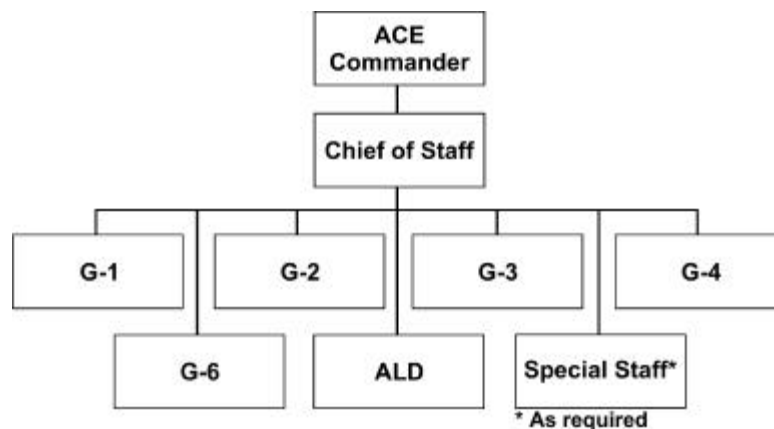 ACE
Commander
Chief of Staff
G-1
G-2
G-3
G-4
G-6
ALD
Special Staff*
* As required